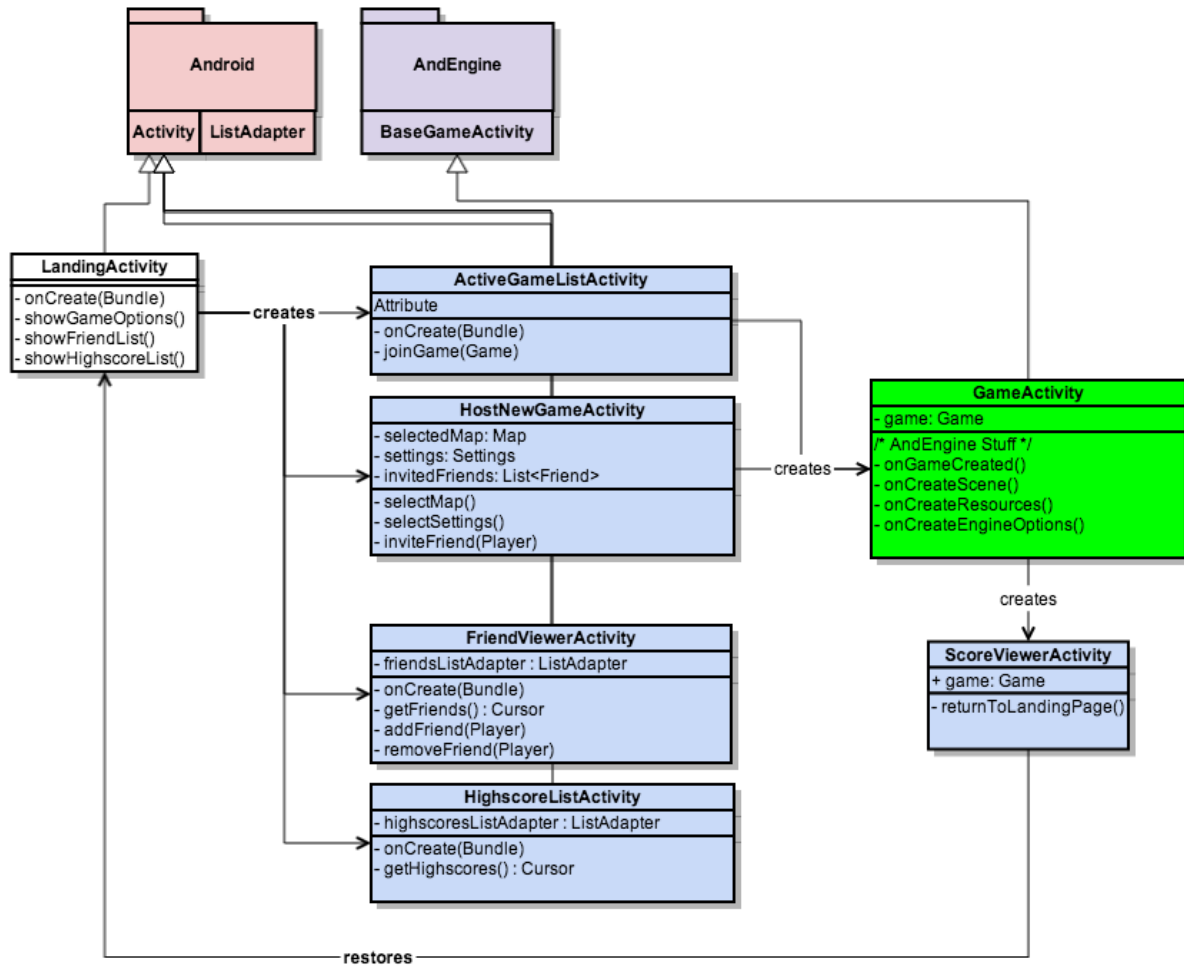 Android
Activity
ListAdapter
AndEngine
BaseGameActivity
LandingActivity
- onCreate(Bundle)
- showGameOptions()
- showFriendList()
- showHighscoreList()
creates
ActiveGameListActivity
Attribute
- onCreate(Bundle)
- joinGame(Game)
HostNewGameActivity
- selectedMap: Map
- settings: Settings
- invitedFriends: List<Friend>
- selectMap()
- selectSettings()
- inviteFriend(Player)
creates
GameActivity
- game: Game
/* AndEngine Stuff */
- onGameCreated()
- onCreateScene()
- onCreateResources()
- onCreateEngineOptions()
creates
FriendViewerActivity
- friendsListAdapter : ListAdapter
- onCreate(Bundle)
- getFriends() : Cursor
- addFriend(Player)
- removeFriend(Player)
ScoreViewerActivity
+ game: Game
- returnToLandingPage()
HighscoreListActivity
- highscoresListAdapter : ListAdapter
- onCreate(Bundle)
- getHighscores() : Cursor
restores